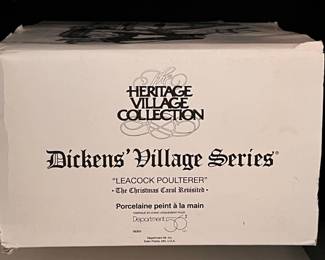 The
HERITAGE
VILLAGE
COLLECTION
Dickens' Village Series®
"LEACOCK POULTERER"
• The Christmas Carol Revisited •
Porcelaine peint à la main
Department 56